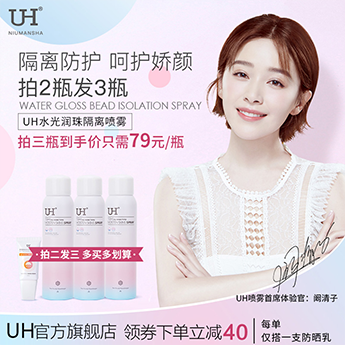 UH
NIUMANSHA
隔离防护 呵护娇颜
拍2瓶发3瓶
WATER GLOSS BEAD ISOLATION SPRAY
UH水光润珠隔离喷雾
拍三瓶到手价只需79元/瓶
UH
UH
UH
拍二发三 多买多划算
UH喷雾首席体验官：阚清子
UH官方旗舰店 领券下单立减40
每单
仅搭一支防晒乳